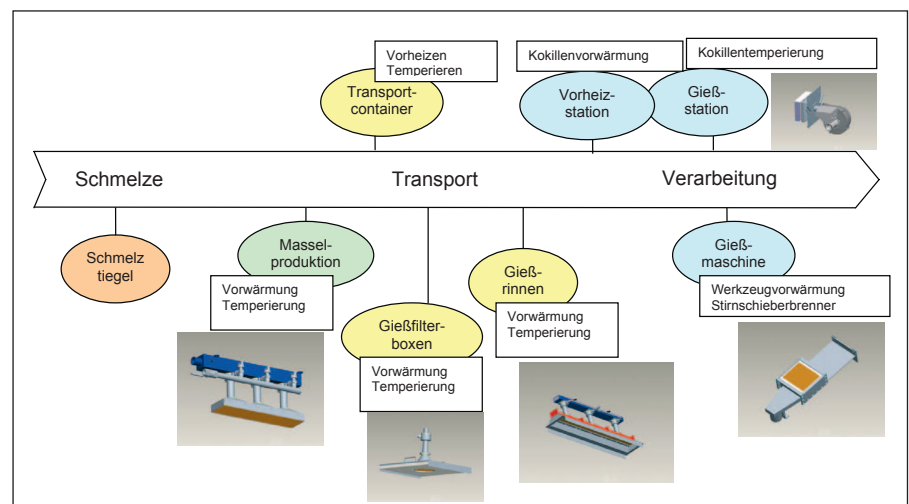 Vorheizen
Temperieren
Kokillenvorwärmung
Kokillentemperierung
Transport-
container
Vorheiz-
station
Gieß-
station
Schmelze
Transport
Verarbeitung
Schmelz
tiegel
Massel-
produktion
Vorwärmung
Temperierung
Gießfilter-
boxen
Vorwärmung
Temperierung
Gieß-
rinnen
Vorwärmung
Temperierung
Gieß-
maschine
Werkzeugvorwärmung
Stirnschieberbrenner